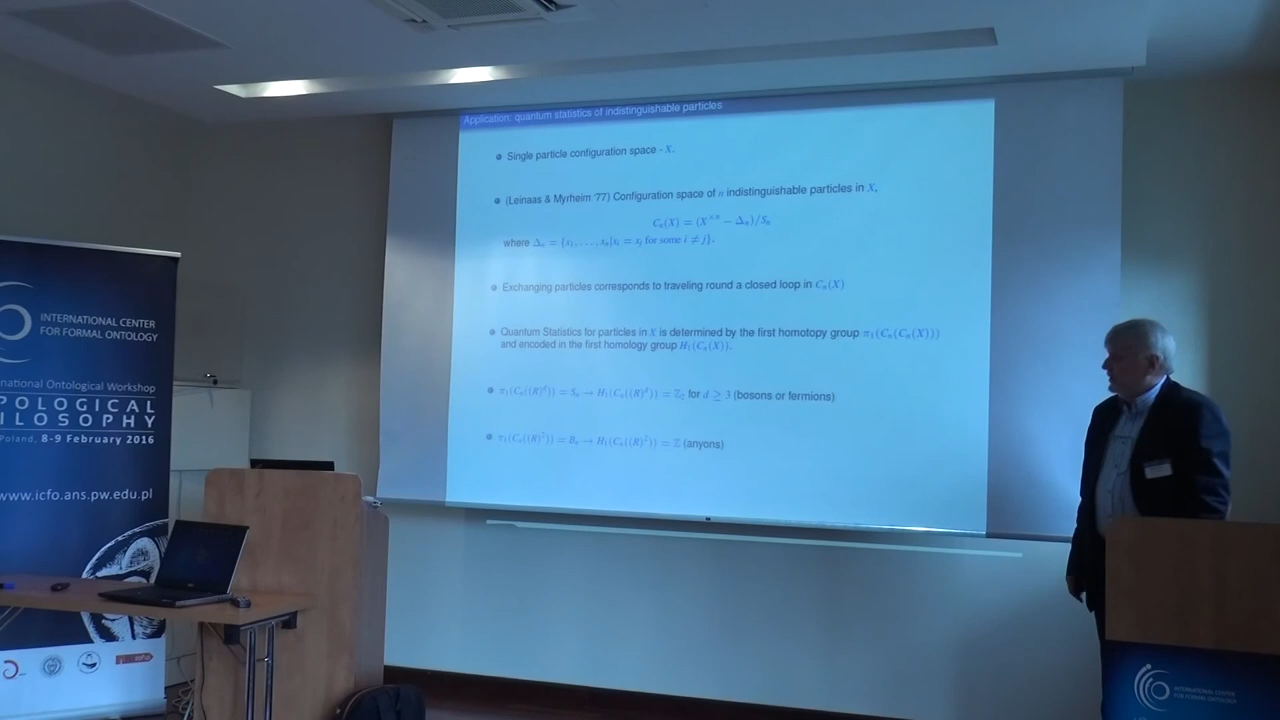 Application: quantum statistics of indistinguishable particles
Single particle configuration space - X.
(Leinaas & Myrheim '77) Configuration space of n indistinguishable particles in X,
Cₙ(X) = (X^{×n} − Δₙ)/Sₙ
where Δₙ = {x₁, . . . , xₙ|xᵢ = xⱼ for some i ≠ j}.
Exchanging particles corresponds to traveling round a closed loop in Cₙ(X)
Quantum Statistics for particles in X is determined by the first homotopy group π₁(Cₙ(Cₙ(X)))
and encoded in the first homology group H₁(Cₙ(X)).
π₁(Cₙ((R)^d)) = Sₙ → H₁(Cₙ((R)^d)) = ℤ₂ for d ≥ 3 (bosons or fermions)
π₁(Cₙ((R)²)) = Bₙ → H₁(Cₙ((R)²)) = ℤ (anyons)
INTERNATIONAL CENTER
FOR FORMAL ONTOLOGY
national Ontological Workshop
POLOGICAL
ILOSOPHY
Poland, 8-9 February 2016
www.icfo.ans.pw.edu.pl
INTERNATIONAL CENTER
FOR FORMAL ONTOLOGY